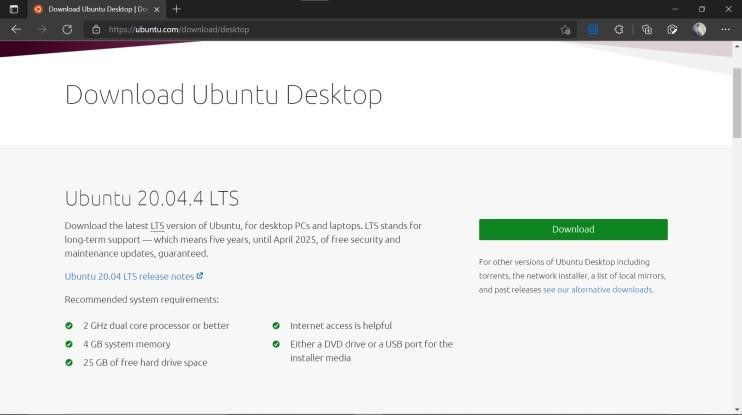 Download Ubuntu Desktop | Do
https://ubuntu.com/download/desktop
Download Ubuntu Desktop
Ubuntu 20.04.4 LTS
Download the latest LTS version of Ubuntu, for desktop PCs and laptops. LTS stands for
long-term support — which means five years, until April 2025, of free security and
maintenance updates, guaranteed.
Ubuntu 20.04 LTS release notes
Recommended system requirements:
2 GHz dual core processor or better
4 GB system memory
25 GB of free hard drive space
Internet access is helpful
Either a DVD drive or a USB port for the
installer media
Download
For other versions of Ubuntu Desktop including
torrents, the network installer, a list of local mirrors,
and past releases see our alternative downloads.